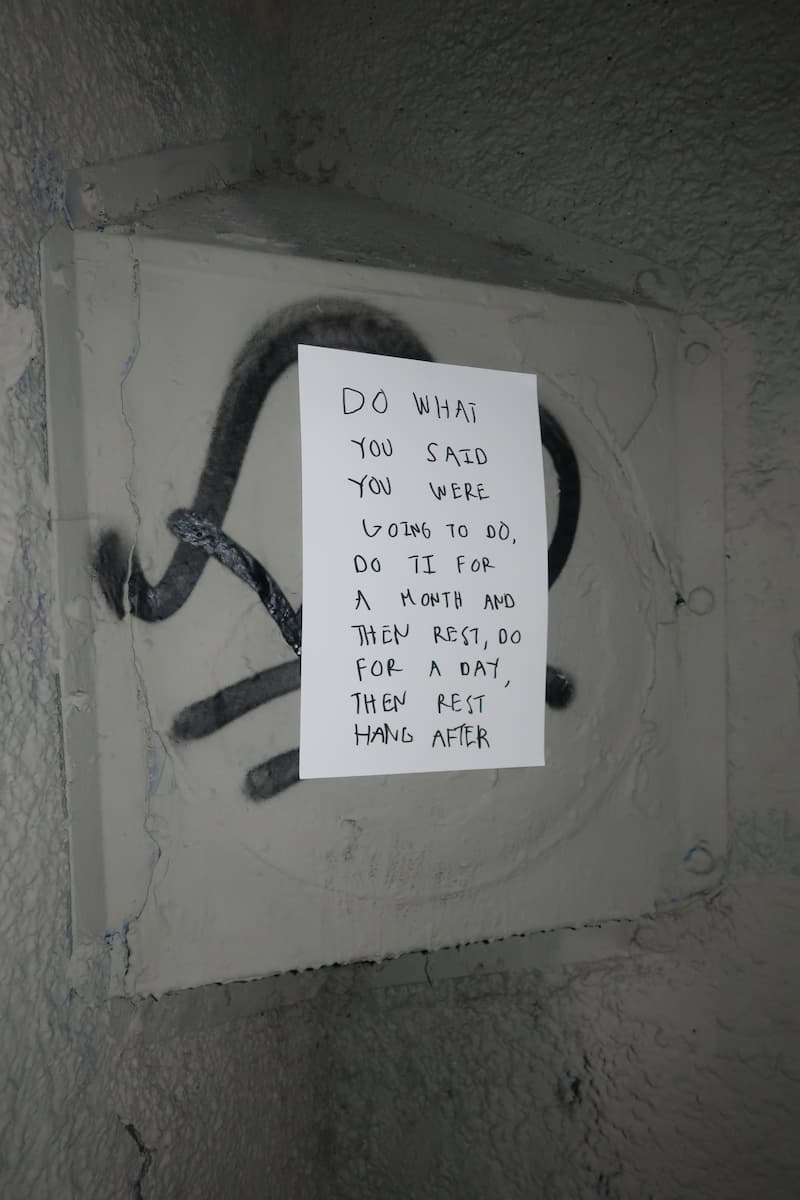 DO WHAT
YOU SAID
YOU WERE
GOING TO DO,
DO TI FOR
A MONTH AND
THEN REST, DO
FOR A DAY,
THEN REST
HANG AFTER